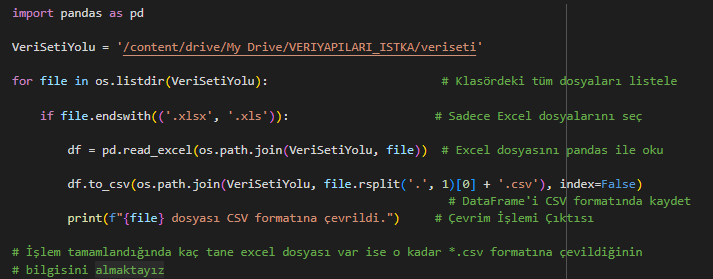 import pandas as pd
VeriSetiYolu = '/content/drive/My Drive/VERIYAPILARI_ISTKA/veriseti'
for file in os.listdir(VeriSetiYolu): # Klasördeki tüm dosyaları listele
if file.endswith(('.xlsx', '.xls')): # Sadece Excel dosyalarını seç
df = pd.read_excel(os.path.join(VeriSetiYolu, file)) # Excel dosyasını pandas ile oku
df.to_csv(os.path.join(VeriSetiYolu, file.rsplit('.', 1)[0] + '.csv'), index=False)
# DataFrame'i CSV formatında kaydet
print(f"{file} dosyası CSV formatına çevrildi.") # Çevrim İşlemi Çıktısı
# İşlem tamamlandığında kaç tane excel dosyası var ise o kadar *.csv formatına çevildiğinin
# bilgisini almaktayız